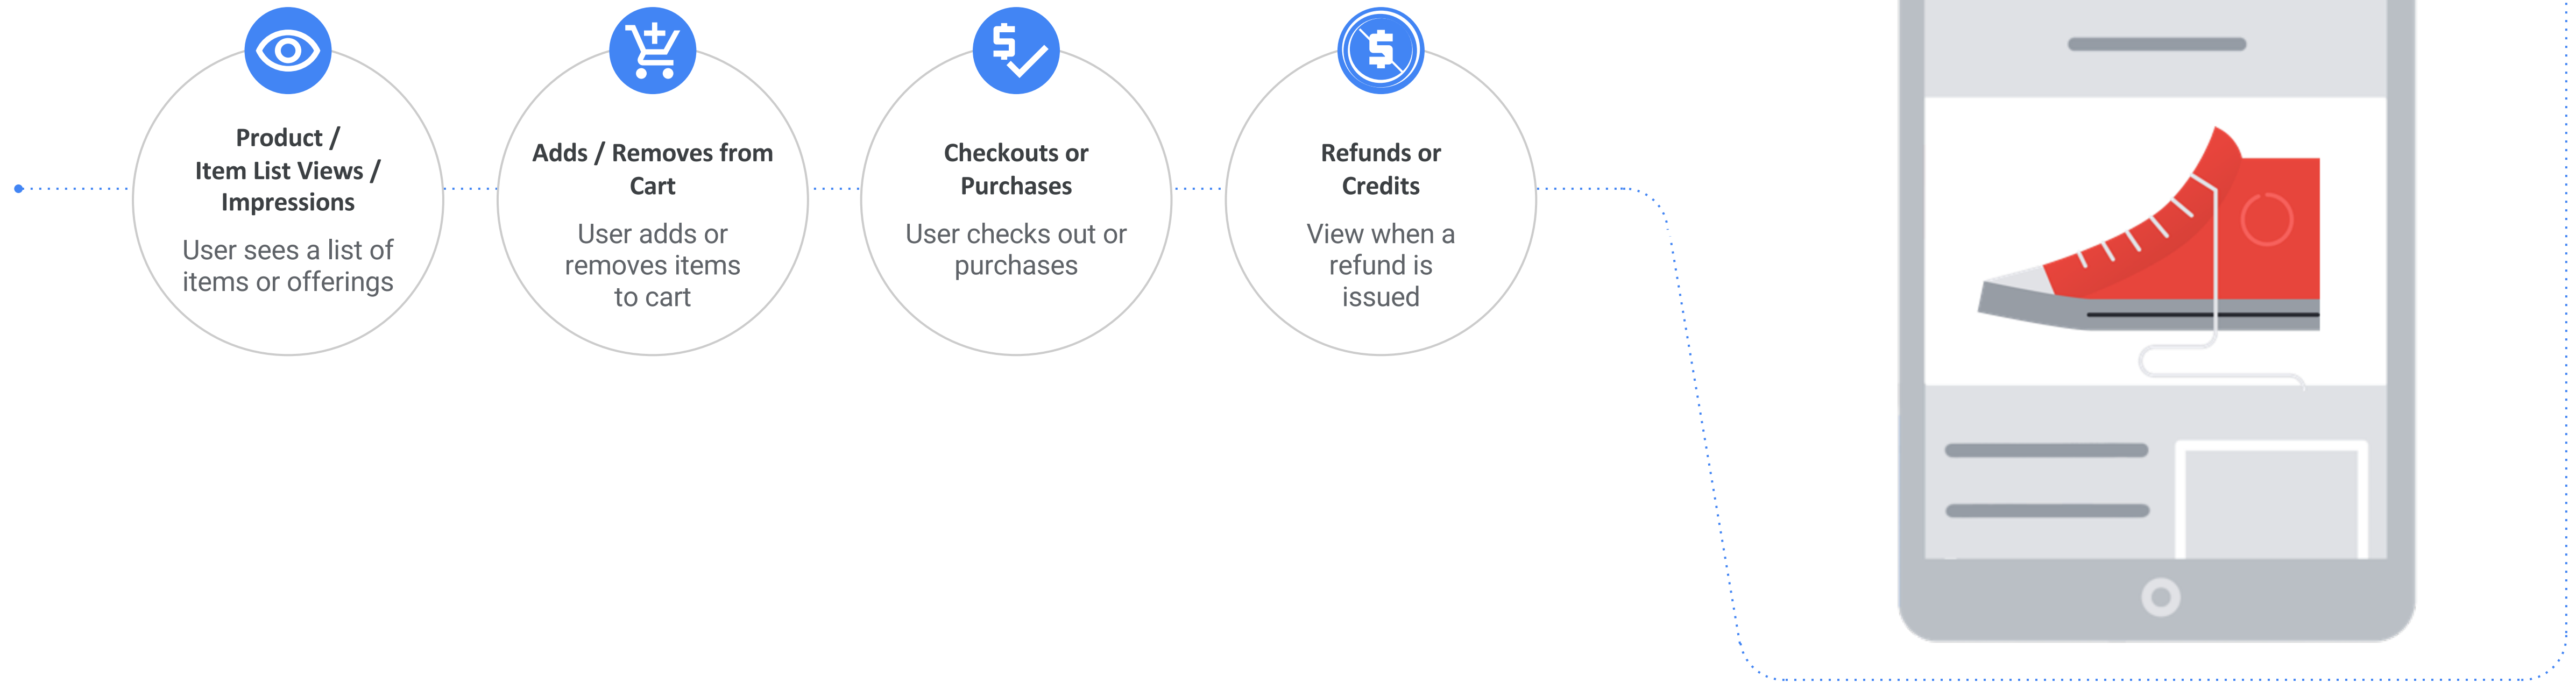 Product /
Item List Views /
Impressions
User sees a list of
items or offerings
Adds / Removes from
Cart
User adds or
removes items
to cart
Checkouts or
Purchases
User checks out or
purchases
Refunds or
Credits
View when a
refund is
issued